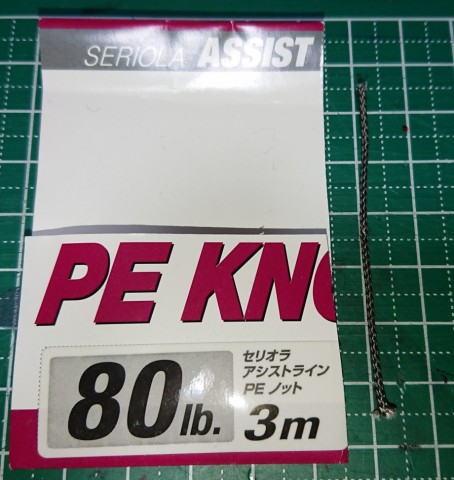 SERIOLA ASSIST
PE KNO
80lb.
セリオラ
アシストライン
PE ノット
3m